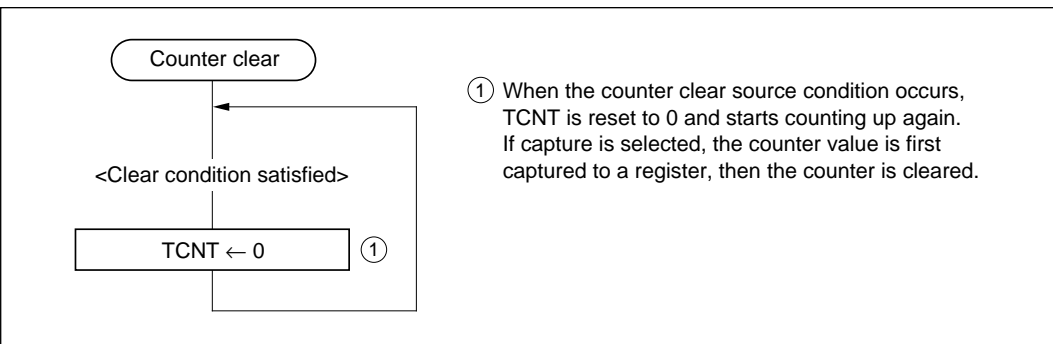 Counter clear
<Clear condition satisfied>
TCNT ← 0
①
① When the counter clear source condition occurs,
TCNT is reset to 0 and starts counting up again.
If capture is selected, the counter value is first
captured to a register, then the counter is cleared.